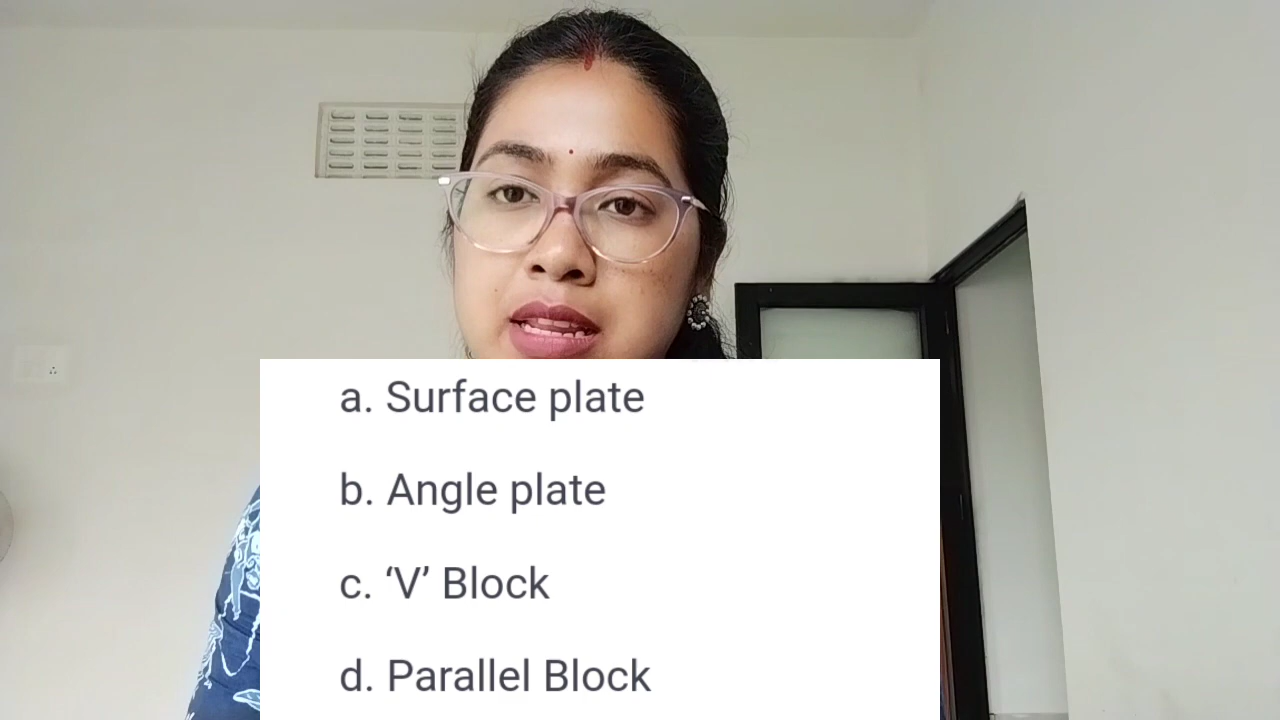 a. Surface plate
b. Angle plate
c. ‘V’ Block
d. Parallel Block